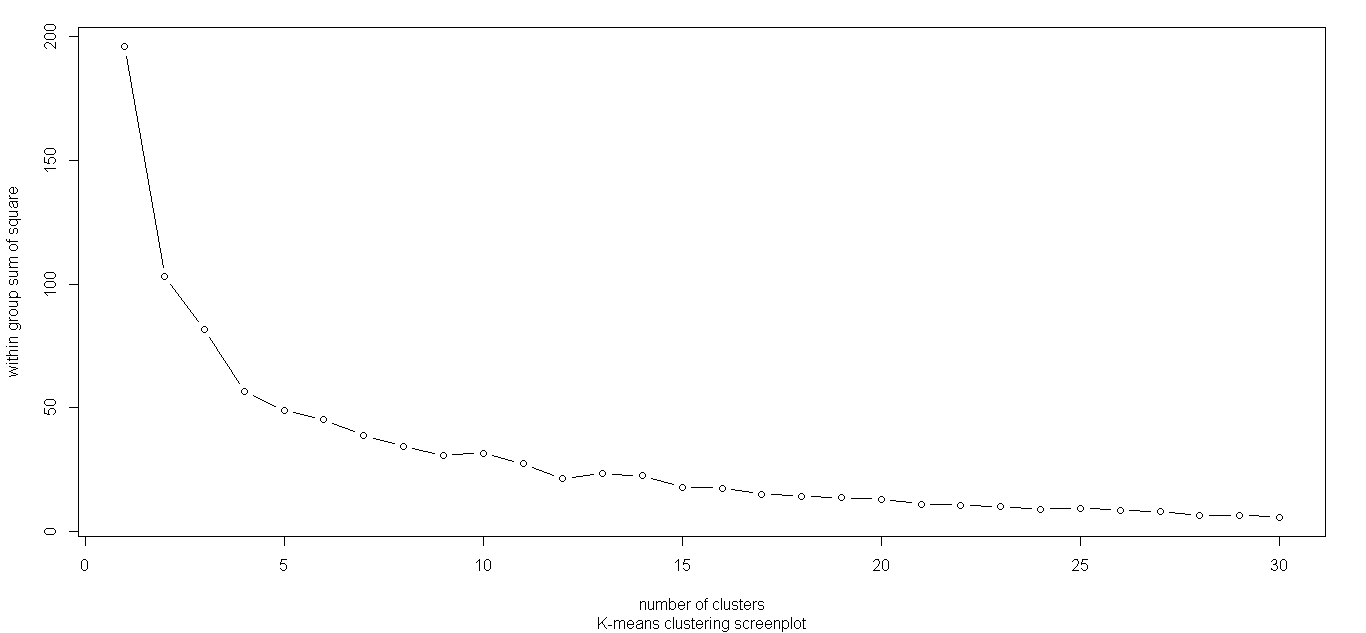 200
150
100
50
0
within group sum of square
0 5 10 15 20 25 30
number of clusters
K-means clustering screenplot